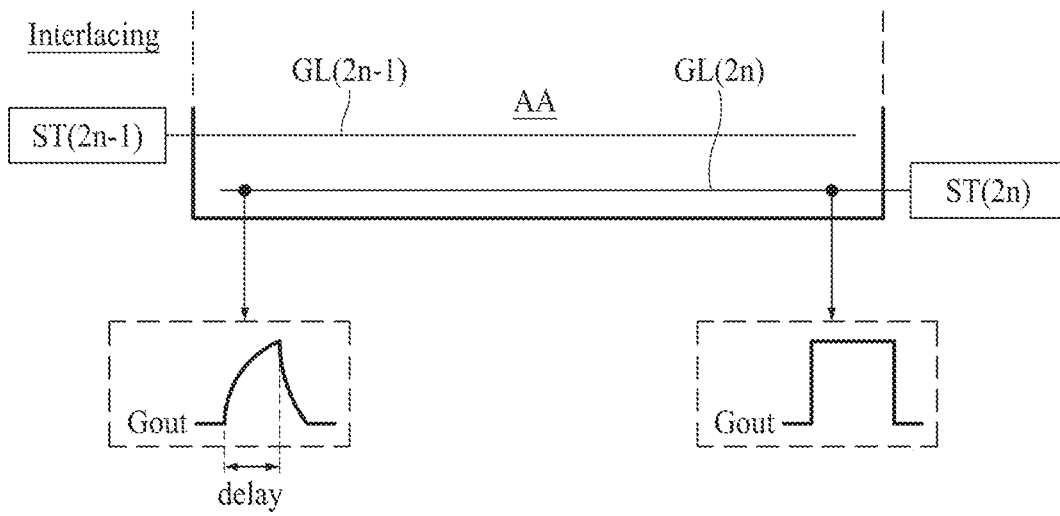 Interlacing
GL(2n-1)
GL(2n)
AA
ST(2n-1)
ST(2n)
Gout
Gout
delay